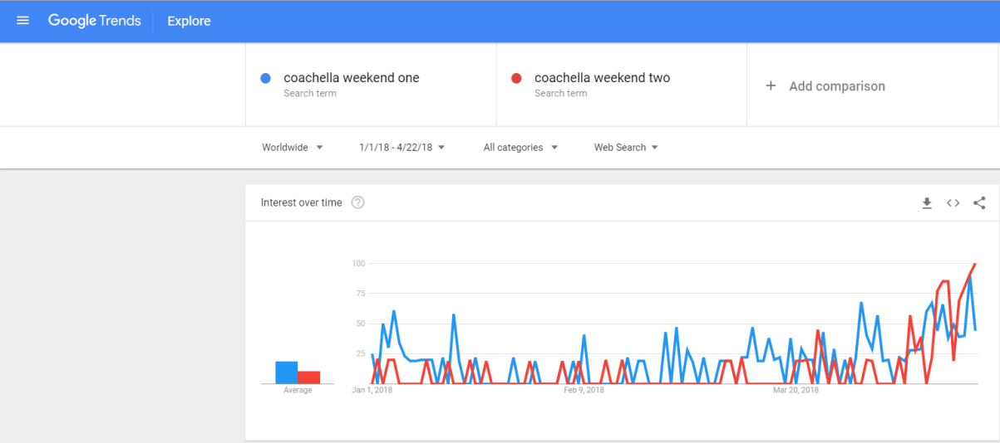 Google Trends Explore
coachella weekend one
Search term
coachella weekend two
Search term
+ Add comparison
Worldwide 1/1/18 - 4/22/18 All categories Web Search
Interest over time ?
100
75
50
25
Average
Jan 1, 2018 Feb 9, 2018 Mar 20, 2018